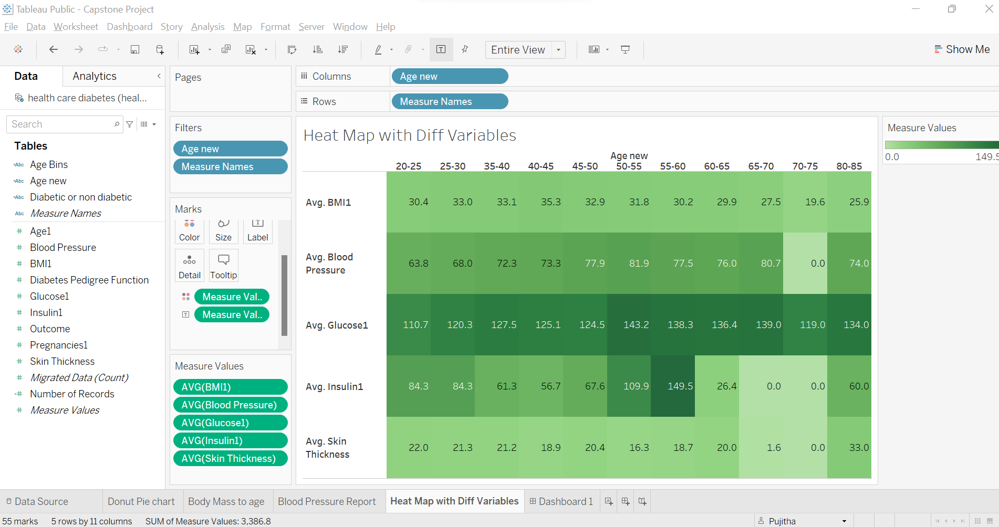 Tableau Public - Capstone Project
File Data Worksheet Dashboard Story Analysis Map Format Server Window Help
Entire View
Show Me
Data Analytics
health care diabetes (heal...
Search
Tables
Abc Age Bins
Abc Age new
Abc Diabetic or non diabetic
Abc Measure Names
# Age1
# Blood Pressure
# BMI1
# Diabetes Pedigree Function
# Glucose1
# Insulin1
# Outcome
# Pregnancies1
# Skin Thickness
# Migrated Data (Count)
# Number of Records
# Measure Values
Pages
Filters
Age new
Measure Names
Marks
Color Size Label
Detail Tooltip
Measure Val..
Measure Val..
Measure Values
AVG(BMI1)
AVG(Blood Pressure)
AVG(Glucose1)
AVG(Insulin1)
AVG(Skin Thickness)
Columns Age new
Rows Measure Names
Heat Map with Diff Variables
Age new
20-25 25-30 35-40 40-45 45-50 50-55 55-60 60-65 65-70 70-75 80-85
Avg. BMI1 30.4 33.0 33.1 35.3 32.9 31.8 30.2 29.9 27.5 19.6 25.9
Avg. Blood
Pressure 63.8 68.0 72.3 73.3 77.9 81.9 77.5 76.0 80.7 0.0 74.0
Avg. Glucose1 110.7 120.3 127.5 125.1 124.5 143.2 138.3 136.4 139.0 119.0 134.0
Avg. Insulin1 84.3 84.3 61.3 56.7 67.6 109.9 149.5 26.4 0.0 0.0 60.0
Avg. Skin
Thickness 22.0 21.3 21.2 18.9 20.4 16.3 18.7 20.0 1.6 0.0 33.0
Measure Values
0.0 149.5
Data Source Donut Pie chart Body Mass to age Blood Pressure Report Heat Map with Diff Variables Dashboard 1
55 marks 5 rows by 11 columns SUM of Measure Values: 3,386.8 Pujitha